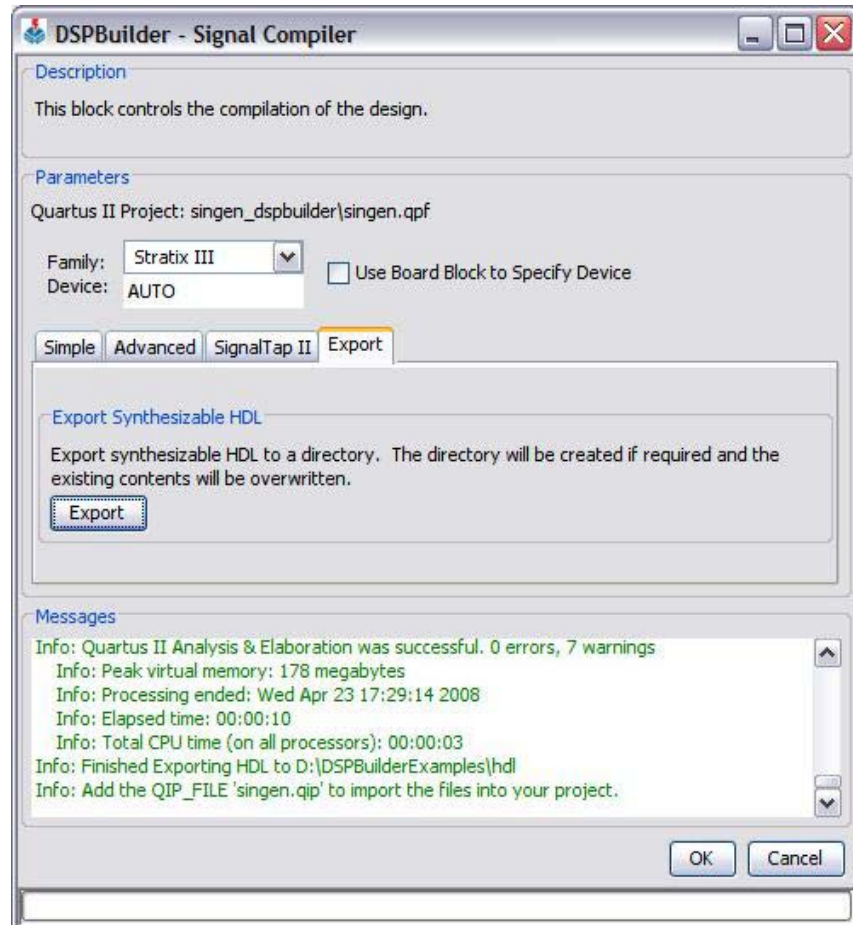 DSPBuilder - Signal Compiler
Description
This block controls the compilation of the design.
Parameters
Quartus II Project: singen_dspbuilder\singen.qpf
Family: Stratix III
Use Board Block to Specify Device
Device: AUTO
Simple Advanced SignalTap II Export
Export Synthesizable HDL
Export synthesizable HDL to a directory. The directory will be created if required and the
existing contents will be overwritten.
Export
Messages
Info: Quartus II Analysis & Elaboration was successful. 0 errors, 7 warnings
Info: Peak virtual memory: 178 megabytes
Info: Processing ended: Wed Apr 23 17:29:14 2008
Info: Elapsed time: 00:00:10
Info: Total CPU time (on all processors): 00:00:03
Info: Finished Exporting HDL to D:\DSPBuilderExamples\hdl
Info: Add the QIP_FILE 'singen.qip' to import the files into your project.
OK Cancel